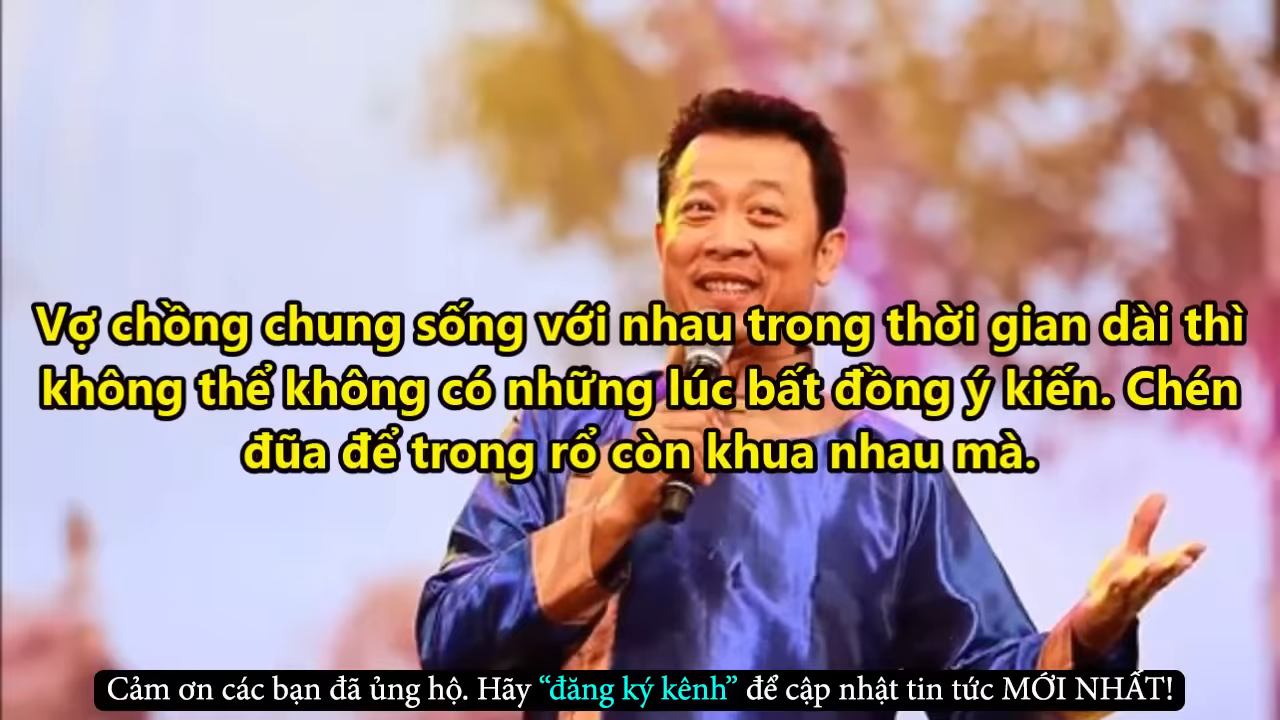 Vợ chồng chung sống với nhau trong thời gian dài thì
không thể không có những lúc bất đồng ý kiến. Chén
đũa để trong rổ còn khua nhau mà.
Cảm ơn các bạn đã ủng hộ. Hãy “đăng ký kênh” để cập nhật tin tức MỚI NHẤT!